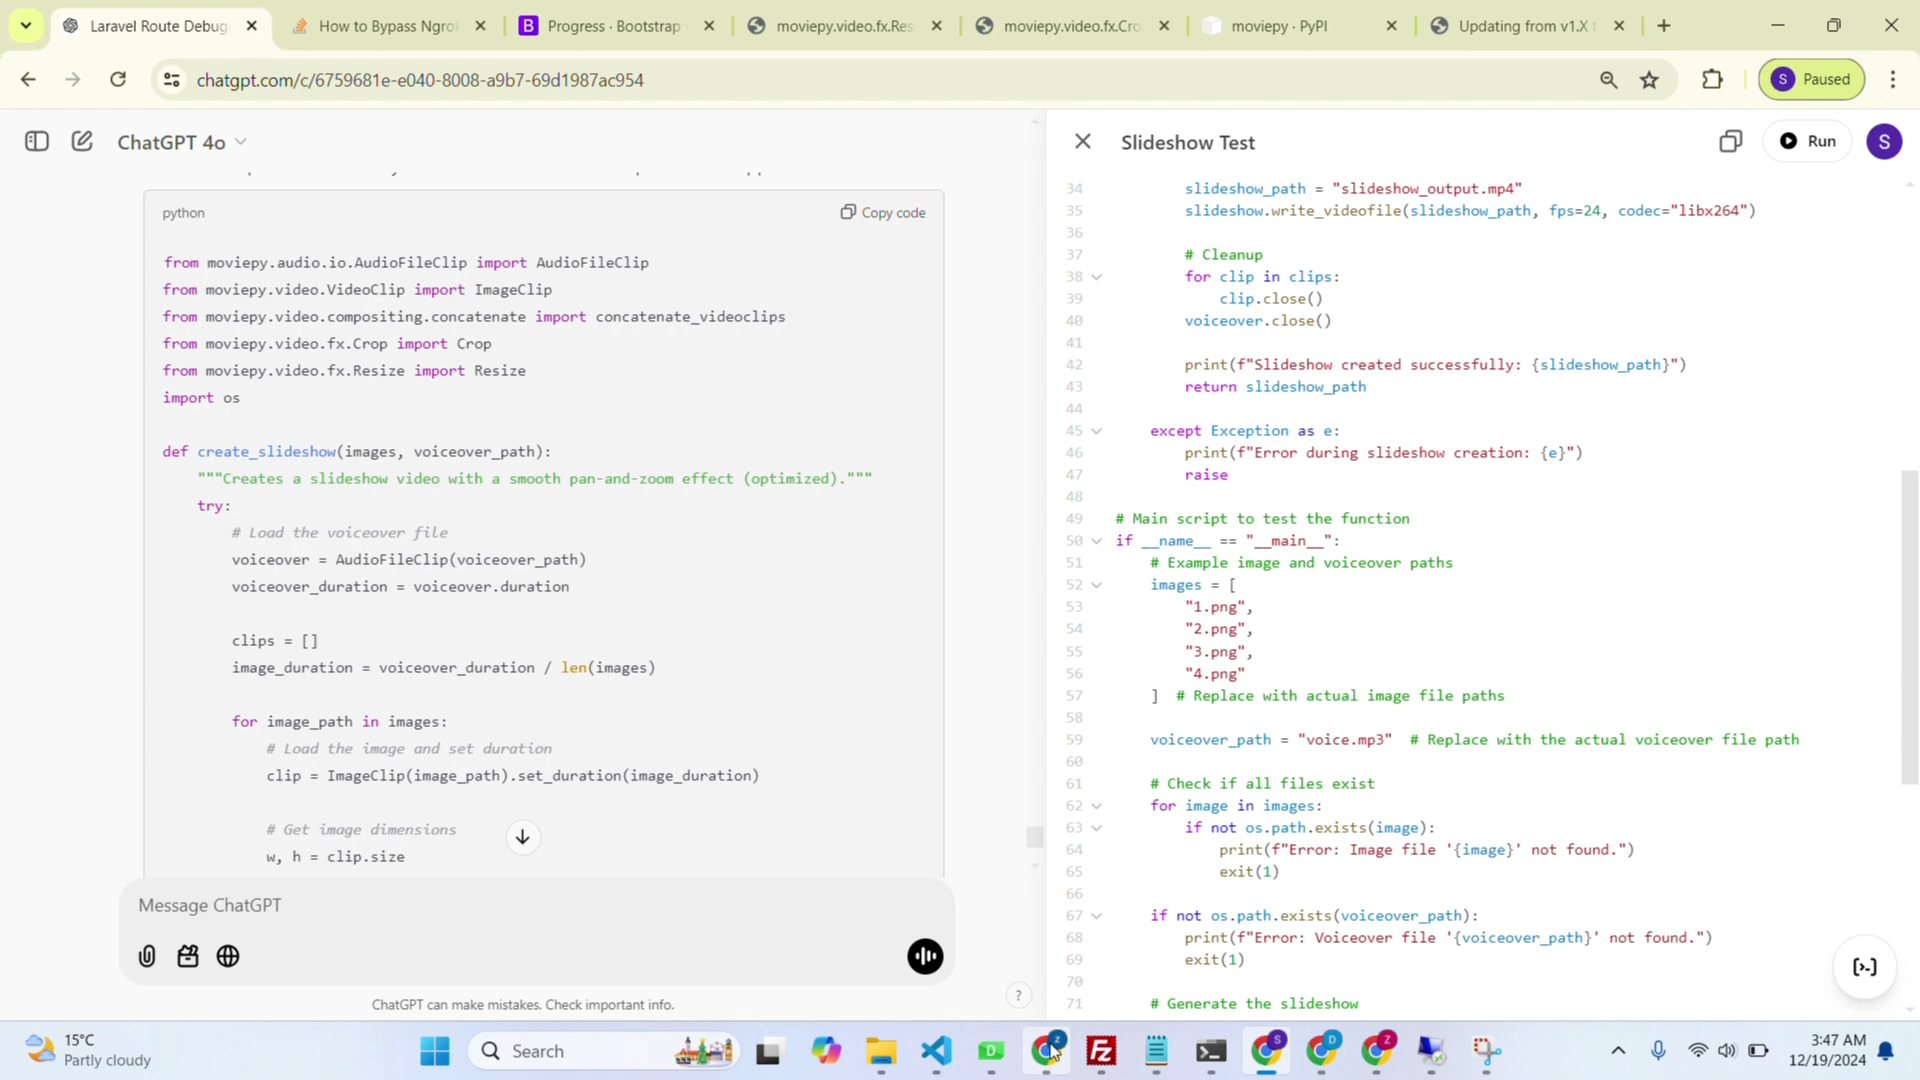 Laravel Route Debug
How to Bypass Ngro
Progress · Bootstrap
moviepy.video.fx.Res
moviepy.video.fx.Cro
moviepy · PyPI
Updating from v1.X t
chatgpt.com/c/6759681e-e040-8008-a9b7-69d1987ac954
S
Paused
ChatGPT 4o
python
Copy code
from moviepy.audio.io.AudioFileClip import AudioFileClip
from moviepy.video.VideoClip import ImageClip
from moviepy.video.compositing.concatenate import concatenate_videoclips
from moviepy.video.fx.Crop import Crop
from moviepy.video.fx.Resize import Resize
import os
def create_slideshow(images, voiceover_path):
"""Creates a slideshow video with a smooth pan-and-zoom effect (optimized)."""
try:
# Load the voiceover file
voiceover = AudioFileClip(voiceover_path)
voiceover_duration = voiceover.duration
clips = []
image_duration = voiceover_duration / len(images)
for image_path in images:
# Load the image and set duration
clip = ImageClip(image_path).set_duration(image_duration)
# Get image dimensions
w, h = clip.size
Message ChatGPT
ChatGPT can make mistakes. Check important info.
?
Slideshow Test
Run
S
34 slideshow_path = "slideshow_output.mp4"
35 slideshow.write_videofile(slideshow_path, fps=24, codec="libx264")
36
37 # Cleanup
38 for clip in clips:
39 clip.close()
40 voiceover.close()
41
42 print(f"Slideshow created successfully: {slideshow_path}")
43 return slideshow_path
44
45 except Exception as e:
46 print(f"Error during slideshow creation: {e}")
47 raise
48
49 # Main script to test the function
50 if __name__ == "__main__":
51 # Example image and voiceover paths
52 images = [
53 "1.png",
54 "2.png",
55 "3.png",
56 "4.png"
57 ] # Replace with actual image file paths
58
59 voiceover_path = "voice.mp3" # Replace with the actual voiceover file path
60
61 # Check if all files exist
62 for image in images:
63 if not os.path.exists(image):
64 print(f"Error: Image file '{image}' not found.")
65 exit(1)
66
67 if not os.path.exists(voiceover_path):
68 print(f"Error: Voiceover file '{voiceover_path}' not found.")
69 exit(1)
70
71 # Generate the slideshow
15°C
Partly cloudy
Search
3:47 AM
12/19/2024